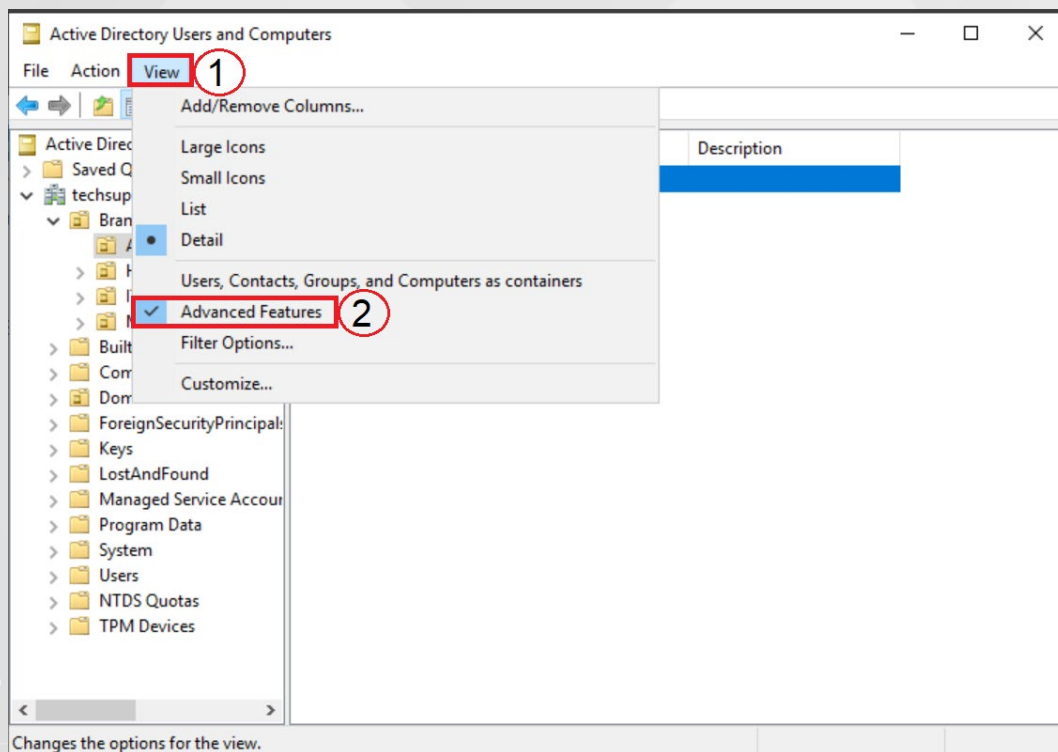 Active Directory Users and Computers
File Action View 1
Add/Remove Columns...
Large Icons
Small Icons
List
Detail
Users, Contacts, Groups, and Computers as containers
Advanced Features 2
Filter Options...
Customize...
Description
Active Direc
Saved Q
techsup
Bran
Built
Com
Dom
ForeignSecurityPrincipal
Keys
LostAndFound
Managed Service Accou
Program Data
System
Users
NTDS Quotas
TPM Devices
Changes the options for the view.